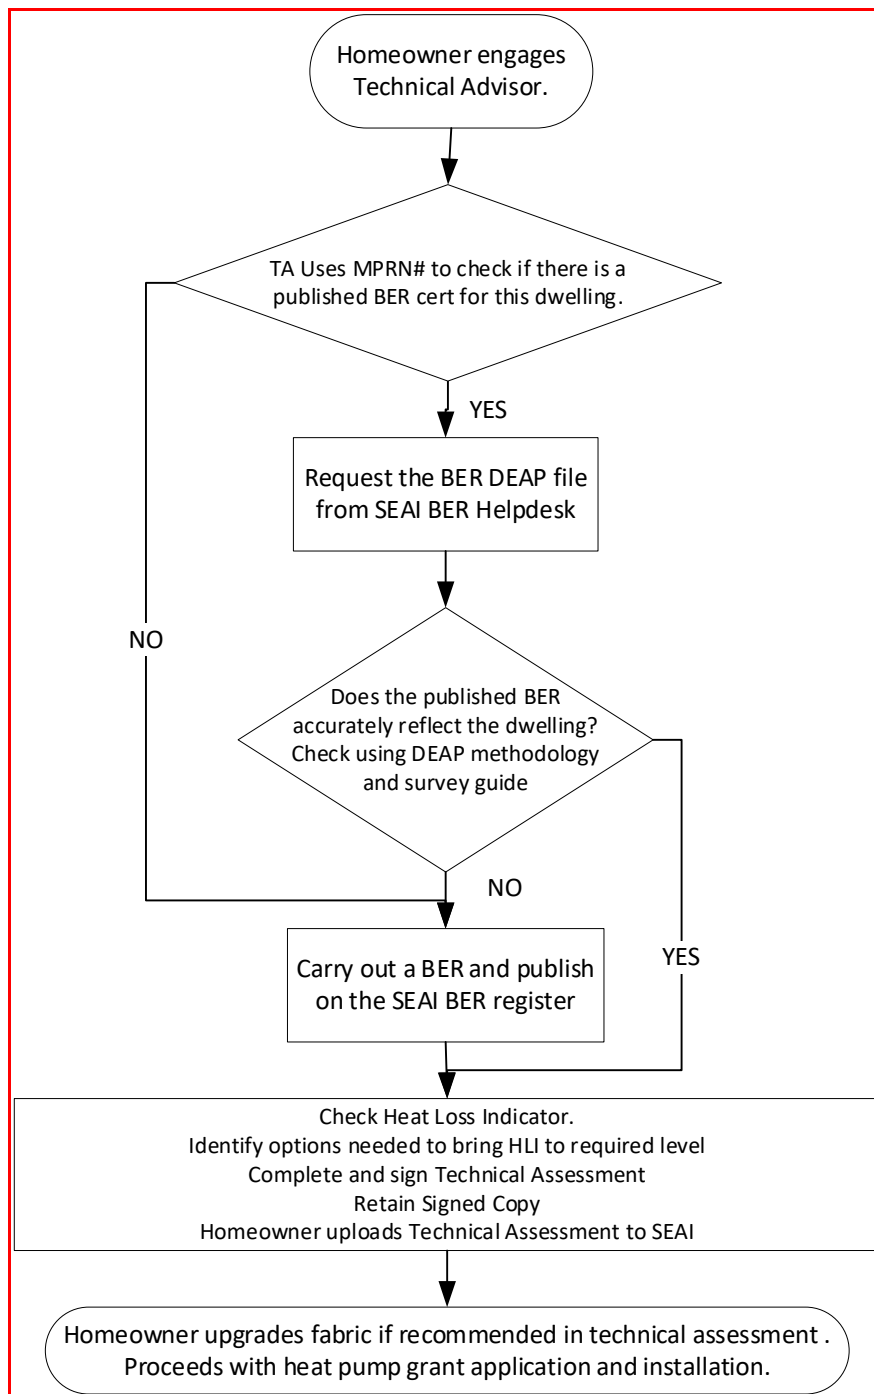 Homeowner engages
Technical Advisor.
TA Uses MPRN# to check if there is a
published BER cert for this dwelling.
YES
Request the BER DEAP file
from SEAI BER Helpdesk
NO
Does the published BER
accurately reflect the dwelling?
Check using DEAP methodology
and survey guide
NO
YES
Carry out a BER and publish
on the SEAI BER register
Check Heat Loss Indicator.
Identify options needed to bring HLI to required level
Complete and sign Technical Assessment
Retain Signed Copy
Homeowner uploads Technical Assessment to SEAI
Homeowner upgrades fabric if recommended in technical assessment .
Proceeds with heat pump grant application and installation.